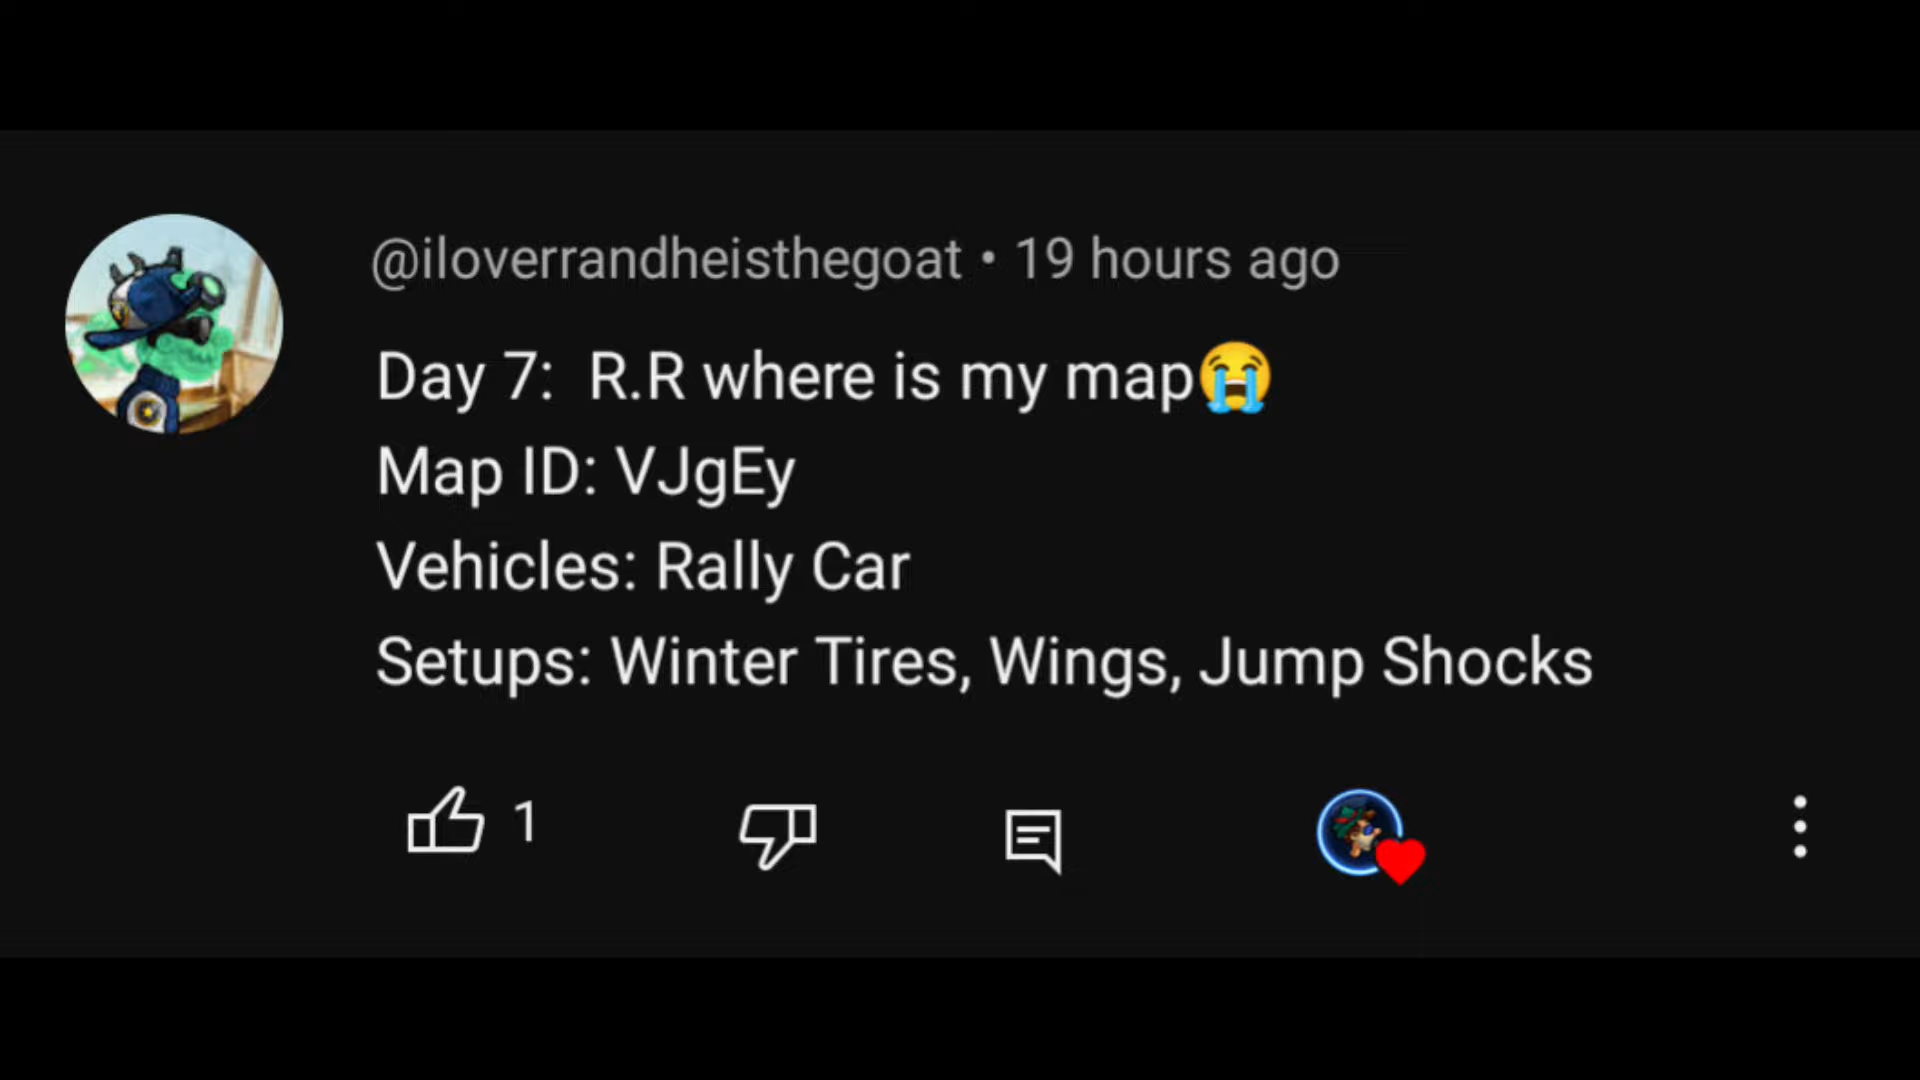 @iloverrandheisthegoat • 19 hours ago
Day 7:  R.R where is my map😭
Map ID: VJgEy
Vehicles: Rally Car
Setups: Winter Tires, Wings, Jump Shocks
1